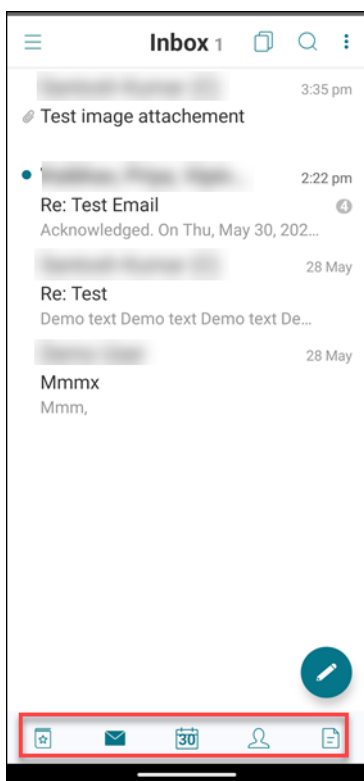 Inbox 1
3:35 pm
Test image attachement
2:22 pm
Re: Test Email
4
Acknowledged. On Thu, May 30, 202...
28 May
Re: Test
Demo text Demo text Demo text De...
28 May
Mmmx
Mmm,
30